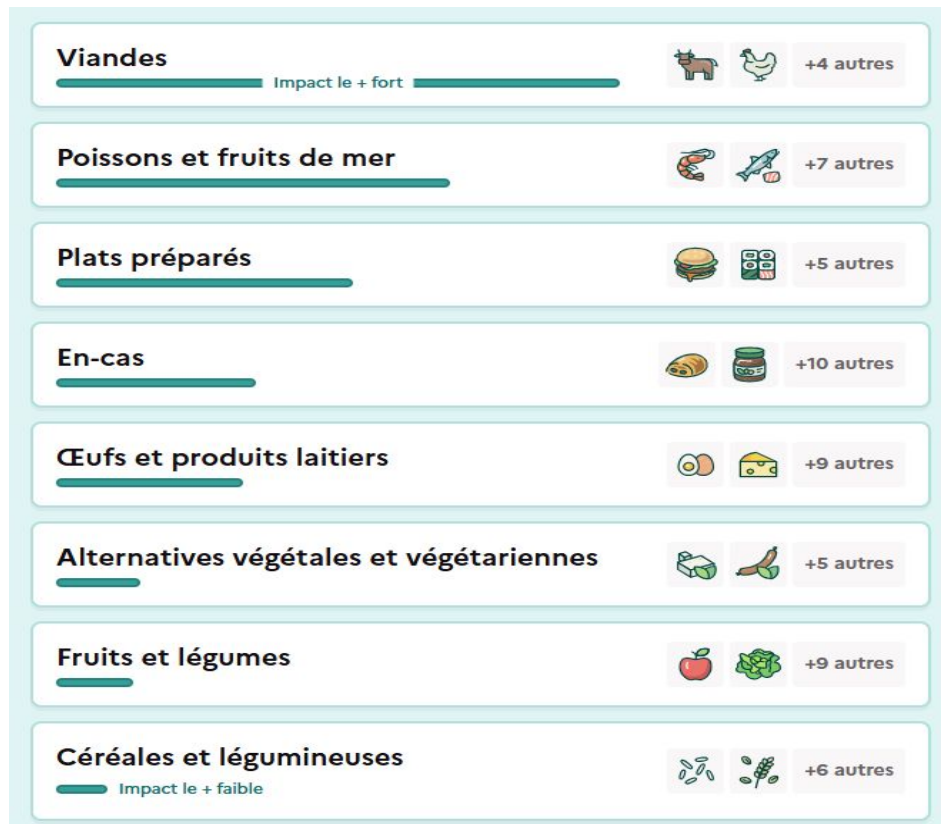 Viandes
Impact le + fort
+4 autres
Poissons et fruits de mer
+7 autres
Plats préparés
+5 autres
En-cas
+10 autres
Œufs et produits laitiers
+9 autres
Alternatives végétales et végétariennes
+5 autres
Fruits et légumes
+9 autres
Céréales et légumineuses
Impact le + faible
+6 autres